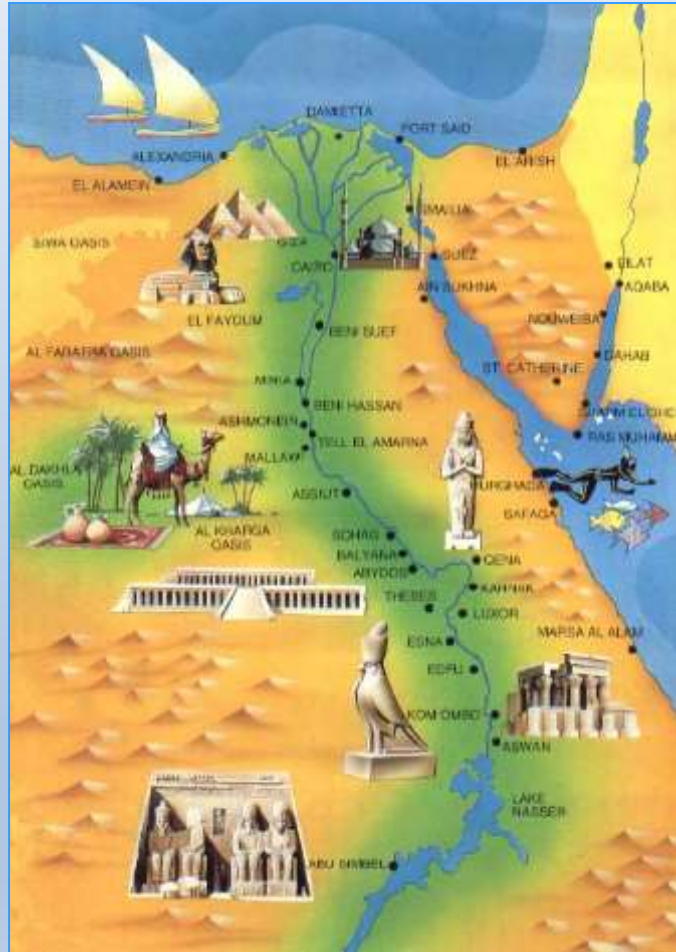 DAMIETTA
PORT SAID
ALEXANDRIA
EL ARISH
EL ALAMEIN
ISMAILIA
SIWA OASIS
GIZA
CAIRO
SUEZ
EILAT
AQABA
AIN SUKHNA
NOUWEIBA
EL FAYOUM
BENI SUEF
AL FARAFRA OASIS
DAHAB
ST. CATHERINE
MINIA
BENI HASSAN
ASHMONEIN
TELL EL AMARNA
MALLAWI
RAS MUHAMM
AL DAKHLA
OASIS
HURGHADA
ASSIUT
SAFAGA
AL KHARGA
OASIS
SOHAG
BALYANA
QENA
ABYDOS
KARNAK
THEBES
LUXOR
MARSA AL ALAM
ESNA
EDFU
KOM OMBO
ASWAN
LAKE
NASSER
ABU SIMBEL